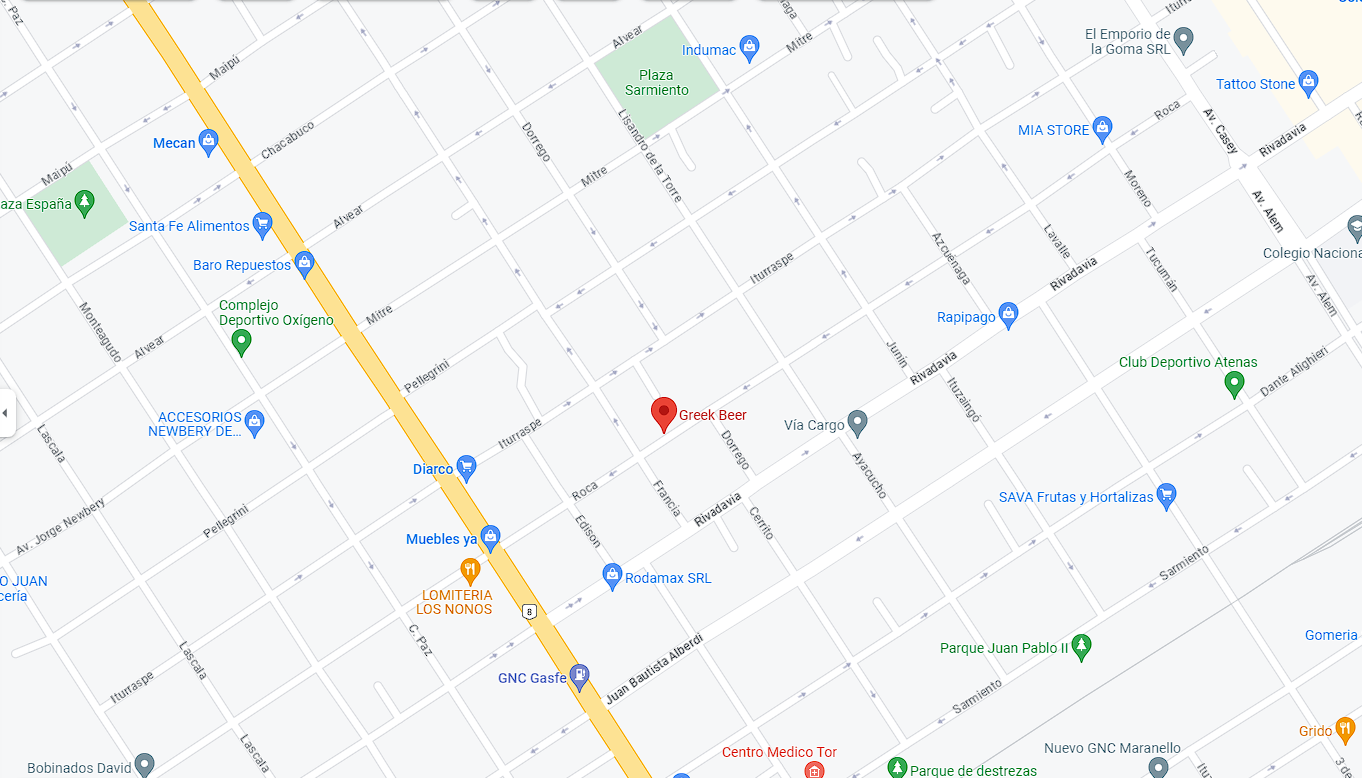 C. Paz
Maipú
Alvear
Indumac
Mitre
Plaza
Sarmiento
El Emporio de
la Goma SRL
Tattoo Stone
Mecan
Chacabuco
Dorrego
Lisandro de la Torre
MIA STORE
Roca
Av. Casey
Rivadavia
Maipú
aza España
Mitre
Moreno
Av. Alem
Santa Fe Alimentos
Alvear
Baro Repuestos
Iturraspe
Azcuénaga
Lavalle
Tucumán
Colegio Naciona
Rivadavia
Av. Alem
Complejo
Deportivo Oxígeno
Monteagudo
Mitre
Alvear
Rapipago
Junin
Rivadavia
Club Deportivo Atenas
Dante Alighieri
Pellegrini
Ituzaingó
ACCESORIOS
NEWBERY DE...
Greek Beer
Vía Cargo
Lascala
Iturraspe
Dorrego
Diarco
Ayacucho
Roca
Francia
SAVA Frutas y Hortalizas
Av. Jorge Newbery
Pellegrini
Rivadavia
Cerrito
Edison
Muebles ya
O JUAN
cería
LOMITERIA
LOS NONOS
Rodamax SRL
8
Sarmiento
C. Paz
Lascala
Gomeria
Parque Juan Pablo II
Juan Bautista Alberdi
GNC Gasfe
Iturraspe
Sarmiento
Lascala
Grido
Centro Medico Tor
Nuevo GNC Maranello
Bobinados David
Parque de destrezas